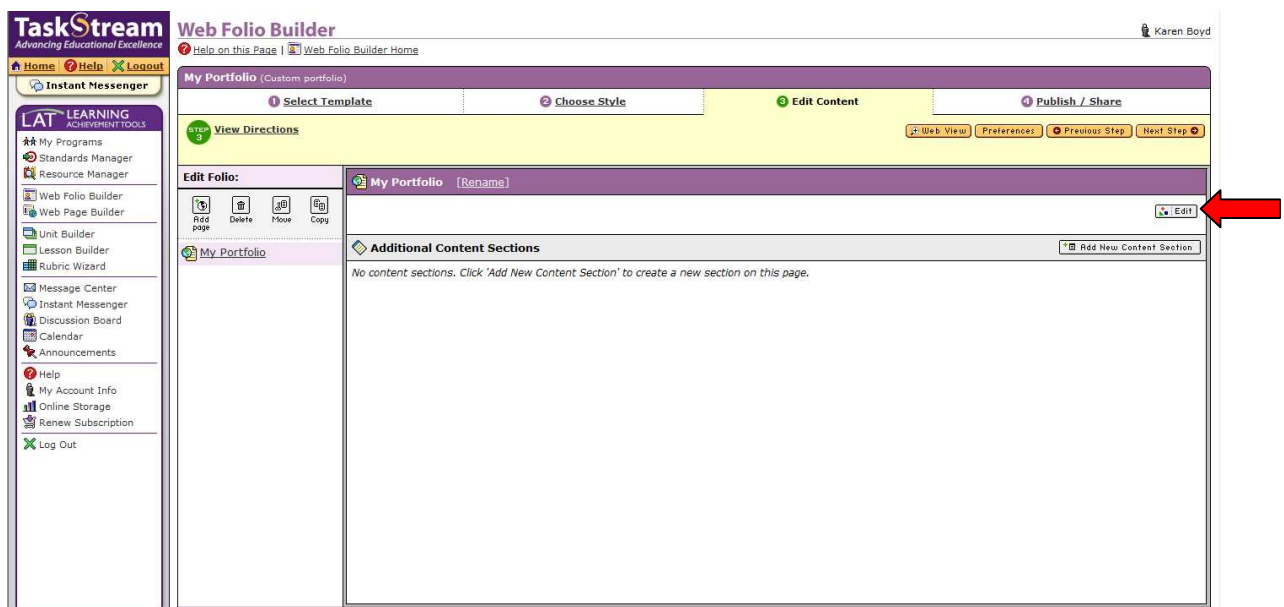 TaskStream
Advancing Educational Excellence
Home Help Logout
Instant Messenger
LAT LEARNING
ACHIEVEMENT TOOLS
My Programs
Standards Manager
Resource Manager
Web Folio Builder
Web Page Builder
Unit Builder
Lesson Builder
Rubric Wizard
Message Center
Instant Messenger
Discussion Board
Calendar
Announcements
Help
My Account Info
Online Storage
Renew Subscription
Log Out
Web Folio Builder
Karen Boyd
Help on this Page | Web Folio Builder Home
My Portfolio (Custom portfolio)
1 Select Template
2 Choose Style
3 Edit Content
4 Publish / Share
STEP 3 View Directions
Web View Preferences Previous Step Next Step
Edit Folio:
Add page
Delete
Move
Copy
My Portfolio
My Portfolio [Rename]
Edit
Additional Content Sections
Add New Content Section
No content sections. Click 'Add New Content Section' to create a new section on this page.